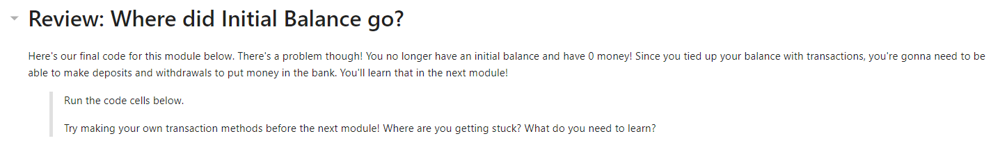 Review: Where did Initial Balance go?
Here's our final code for this module below. There's a problem though! You no longer have an initial balance and have 0 money! Since you tied up your balance with transactions, you're gonna need to be
able to make deposits and withdrawals to put money in the bank. You'll learn that in the next module!
Run the code cells below.
Try making your own transaction methods before the next module! Where are you getting stuck? What do you need to learn?